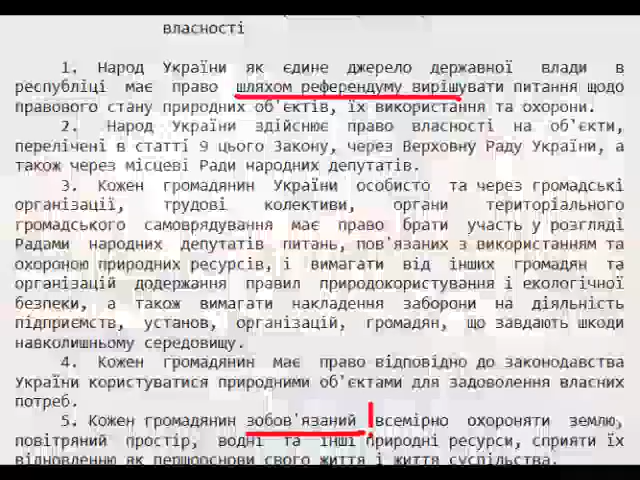 власності
1. Народ України як єдине джерело державної влади в
республіці має право шляхом референдуму вирішувати питання щодо
правового стану природних об'єктів, їх використання та охорони.
2. Народ України здійснює право власності на об'єкти,
перелічені в статті 9 цього Закону, через Верховну Раду України, а
також через місцеві Ради народних депутатів.
3. Кожен громадянин України особисто та через громадські
організації, трудові колективи, органи територіального
громадського самоврядування має право брати участь у розгляді
Радами народних депутатів питань, пов'язаних з використанням та
охороною природних ресурсів, і вимагати від інших громадян та
організацій додержання правил природокористування і екологічної
безпеки, а також вимагати накладення заборони на діяльність
підприємств, установ, організацій, громадян, що завдають шкоди
навколишньому середовищу.
4. Кожен громадянин має право відповідно до законодавства
України користуватися природними об'єктами для задоволення власних
потреб.
5. Кожен громадянин зобов'язаний ! всемірно охороняти землю,
повітряний простір, водні та інші природні ресурси, сприяти їх
відновленню як першооснови свого життя і життя суспільства.